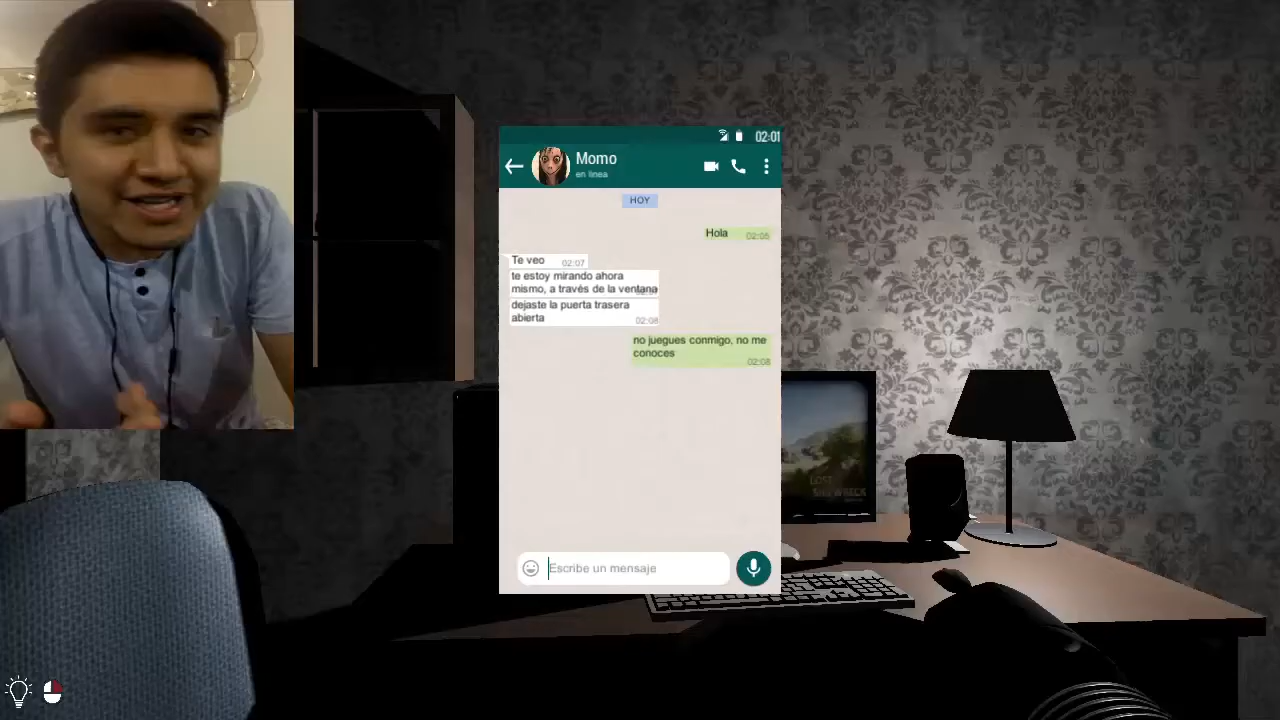 02:01
Momo
en linea
HOY
Hola
02:05
Te veo
02:07
te estoy mirando ahora
mismo, a través de la ventana
dejaste la puerta trasera
abierta
02:08
no juegues conmigo, no me
conoces
02:08
Escribe un mensaje
LOST
SHIPWRECK